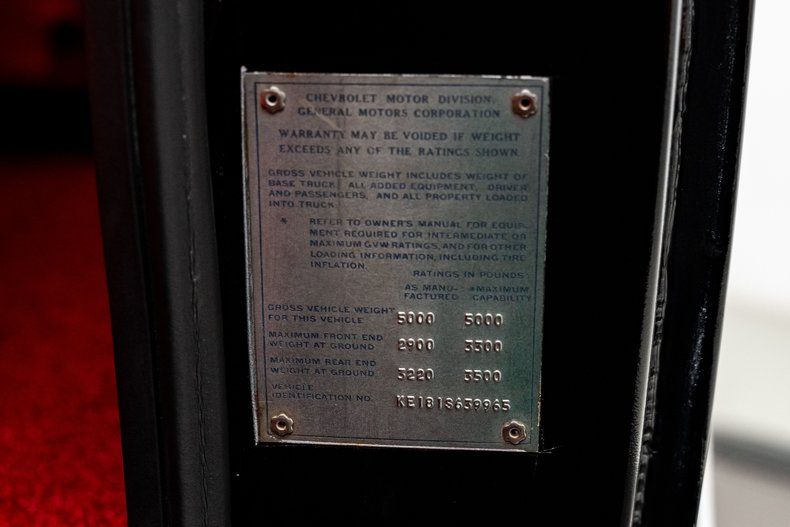 CHEVROLET MOTOR DIVISION
GENERAL MOTORS CORPORATION
WARRANTY MAY BE VOIDED IF WEIGHT
EXCEEDS ANY OF THE RATINGS SHOWN
GROSS VEHICLE WEIGHT INCLUDES WEIGHT OF
BASE TRUCK, ALL ADDED EQUIPMENT, DRIVER
AND PASSENGERS, AND ALL PROPERTY LOADED
INTO TRUCK
* REFER TO OWNER'S MANUAL FOR EQUIP-
MENT REQUIRED FOR INTERMEDIATE OR
MAXIMUM GVW RATINGS, AND FOR OTHER
LOADING INFORMATION, INCLUDING TIRE
INFLATION.
RATINGS IN POUNDS
AS MANU- *MAXIMUM
FACTURED CAPABILITY
GROSS VEHICLE WEIGHT
FOR THIS VEHICLE 5000 5000
MAXIMUM FRONT END
WEIGHT AT GROUND 2900 3500
MAXIMUM REAR END
WEIGHT AT GROUND 3220 3500
VEHICLE
IDENTIFICATION NO. KE181S639965